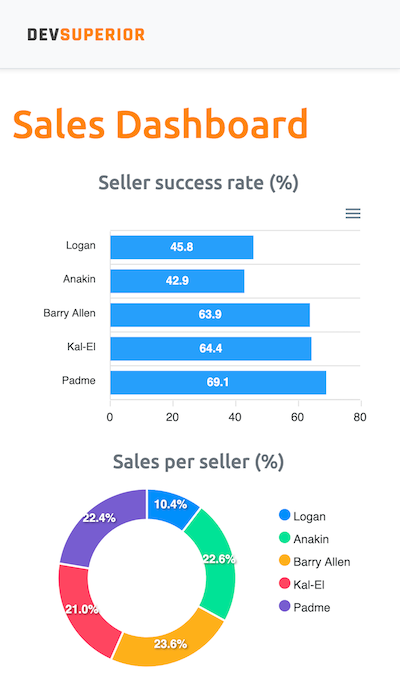 DEVSUPERIOR
Sales Dashboard
Seller success rate (%)
Logan 45.8
Anakin 42.9
Barry Allen 63.9
Kal-El 64.4
Padme 69.1
0 20 40 60 80
Sales per seller (%)
22.4% 10.4%
22.6%
21.0%
23.6%
Logan
Anakin
Barry Allen
Kal-El
Padme